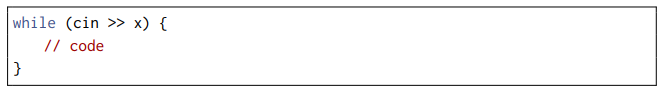 while (cin >> x) {
    // code
}